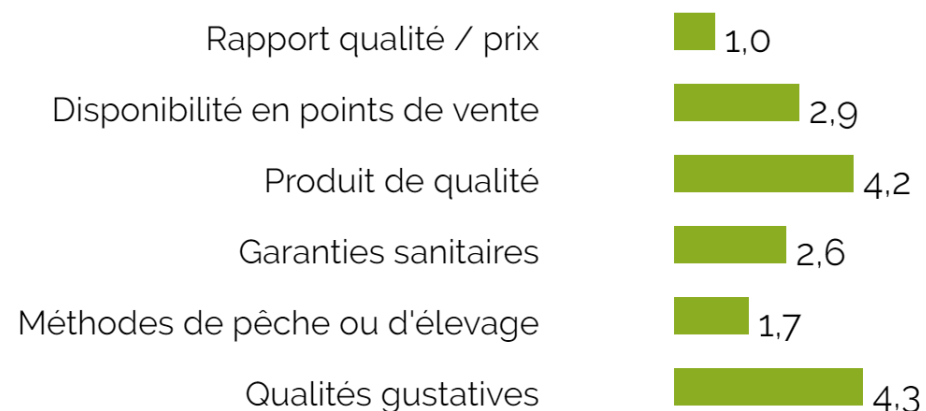 Rapport qualité / prix 1,0
Disponibilité en points de vente 2,9
Produit de qualité 4,2
Garanties sanitaires 2,6
Méthodes de pêche ou d'élevage 1,7
Qualités gustatives 4,3